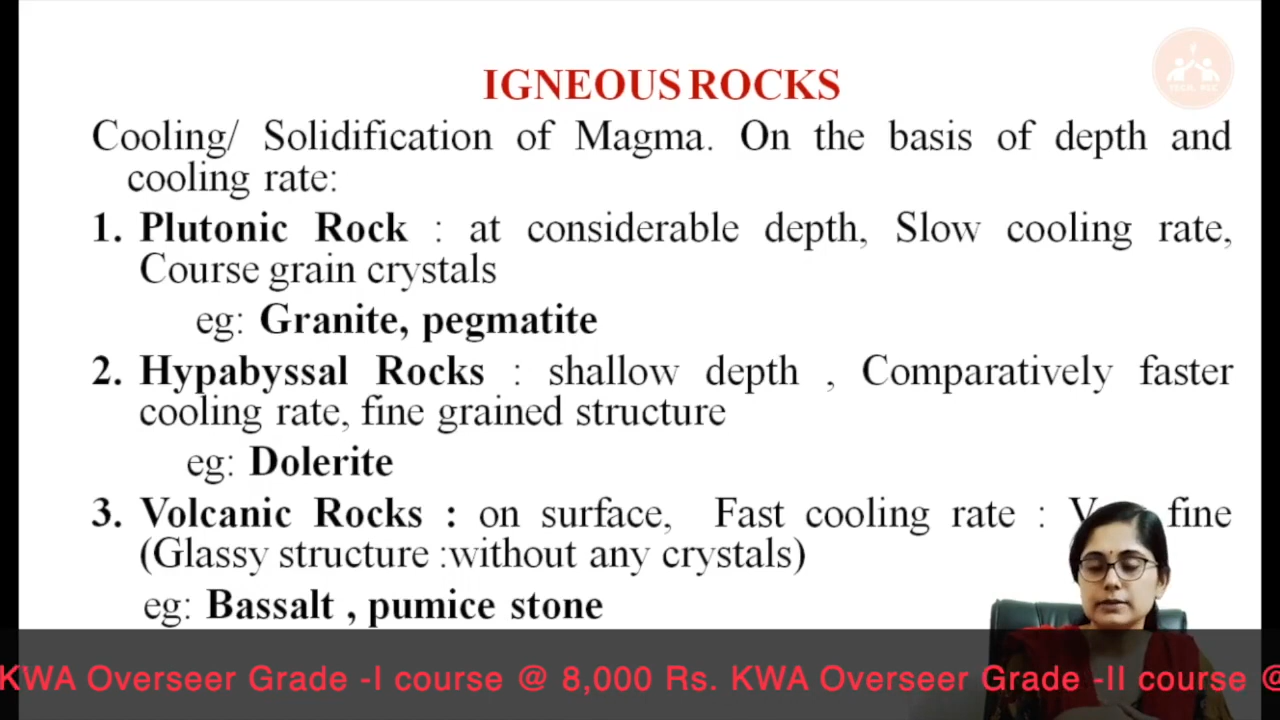 IGNEOUS ROCKS
Cooling/ Solidification of Magma. On the basis of depth and
cooling rate:
1. Plutonic Rock : at considerable depth, Slow cooling rate,
Course grain crystals
eg: Granite, pegmatite
2. Hypabyssal Rocks : shallow depth , Comparatively faster
cooling rate, fine grained structure
eg: Dolerite
3. Volcanic Rocks : on surface, Fast cooling rate : fine
(Glassy structure :without any crystals)
eg: Bassalt , pumice stone
KWA Overseer Grade -I course @ 8,000 Rs. KWA Overseer Grade -II course @